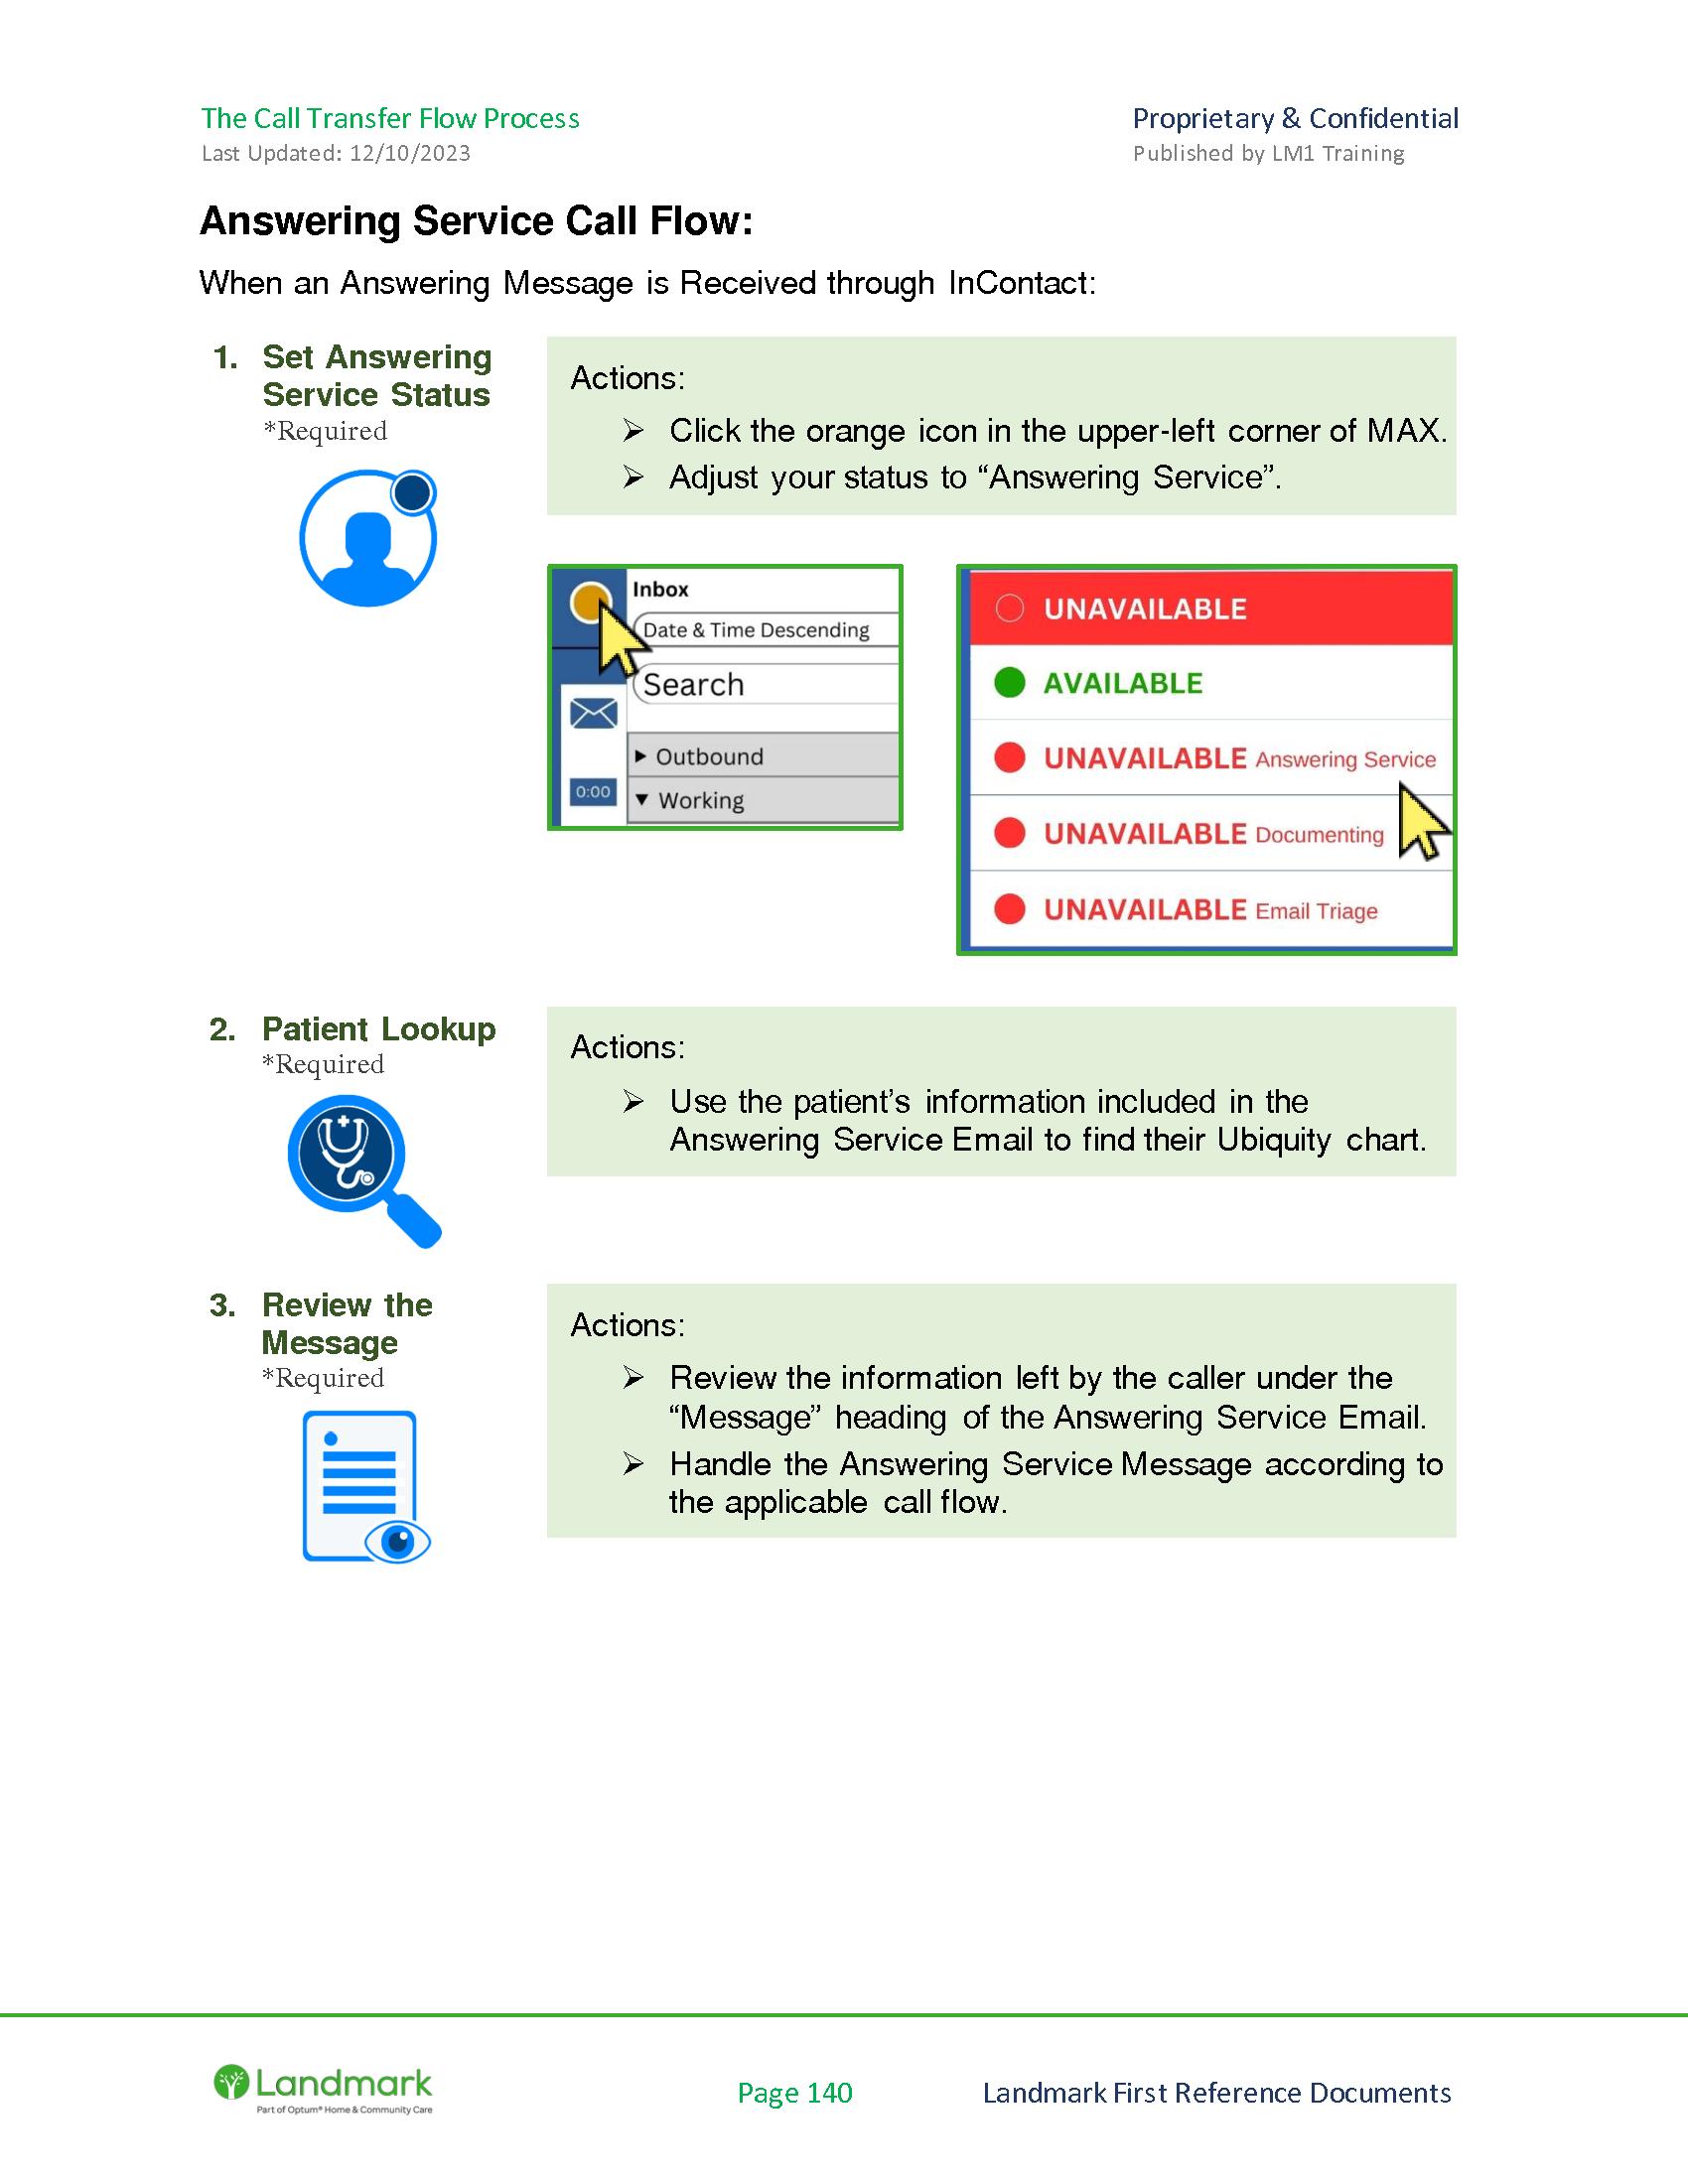 The Call Transfer Flow Process
Proprietary & Confidential
Last Updated: 12/10/2023
Published by LM1 Training
Answering Service Call Flow:
When an Answering Message is Received through InContact:
1. Set Answering
Service Status
*Required
Actions:
➢ Click the orange icon in the upper-left corner of MAX.
➢ Adjust your status to “Answering Service”.
Inbox
Date & Time Descending
Search
▶ Outbound
0:00
▼ Working
UNAVAILABLE
AVAILABLE
UNAVAILABLE Answering Service
UNAVAILABLE Documenting
UNAVAILABLE Email Triage
2. Patient Lookup
*Required
Actions:
➢ Use the patient’s information included in the
Answering Service Email to find their Ubiquity chart.
3. Review the
Message
*Required
Actions:
➢ Review the information left by the caller under the
“Message” heading of the Answering Service Email.
➢ Handle the Answering Service Message according to
the applicable call flow.
Landmark
Part of Optum® Home & Community Care
Page 140
Landmark First Reference Documents